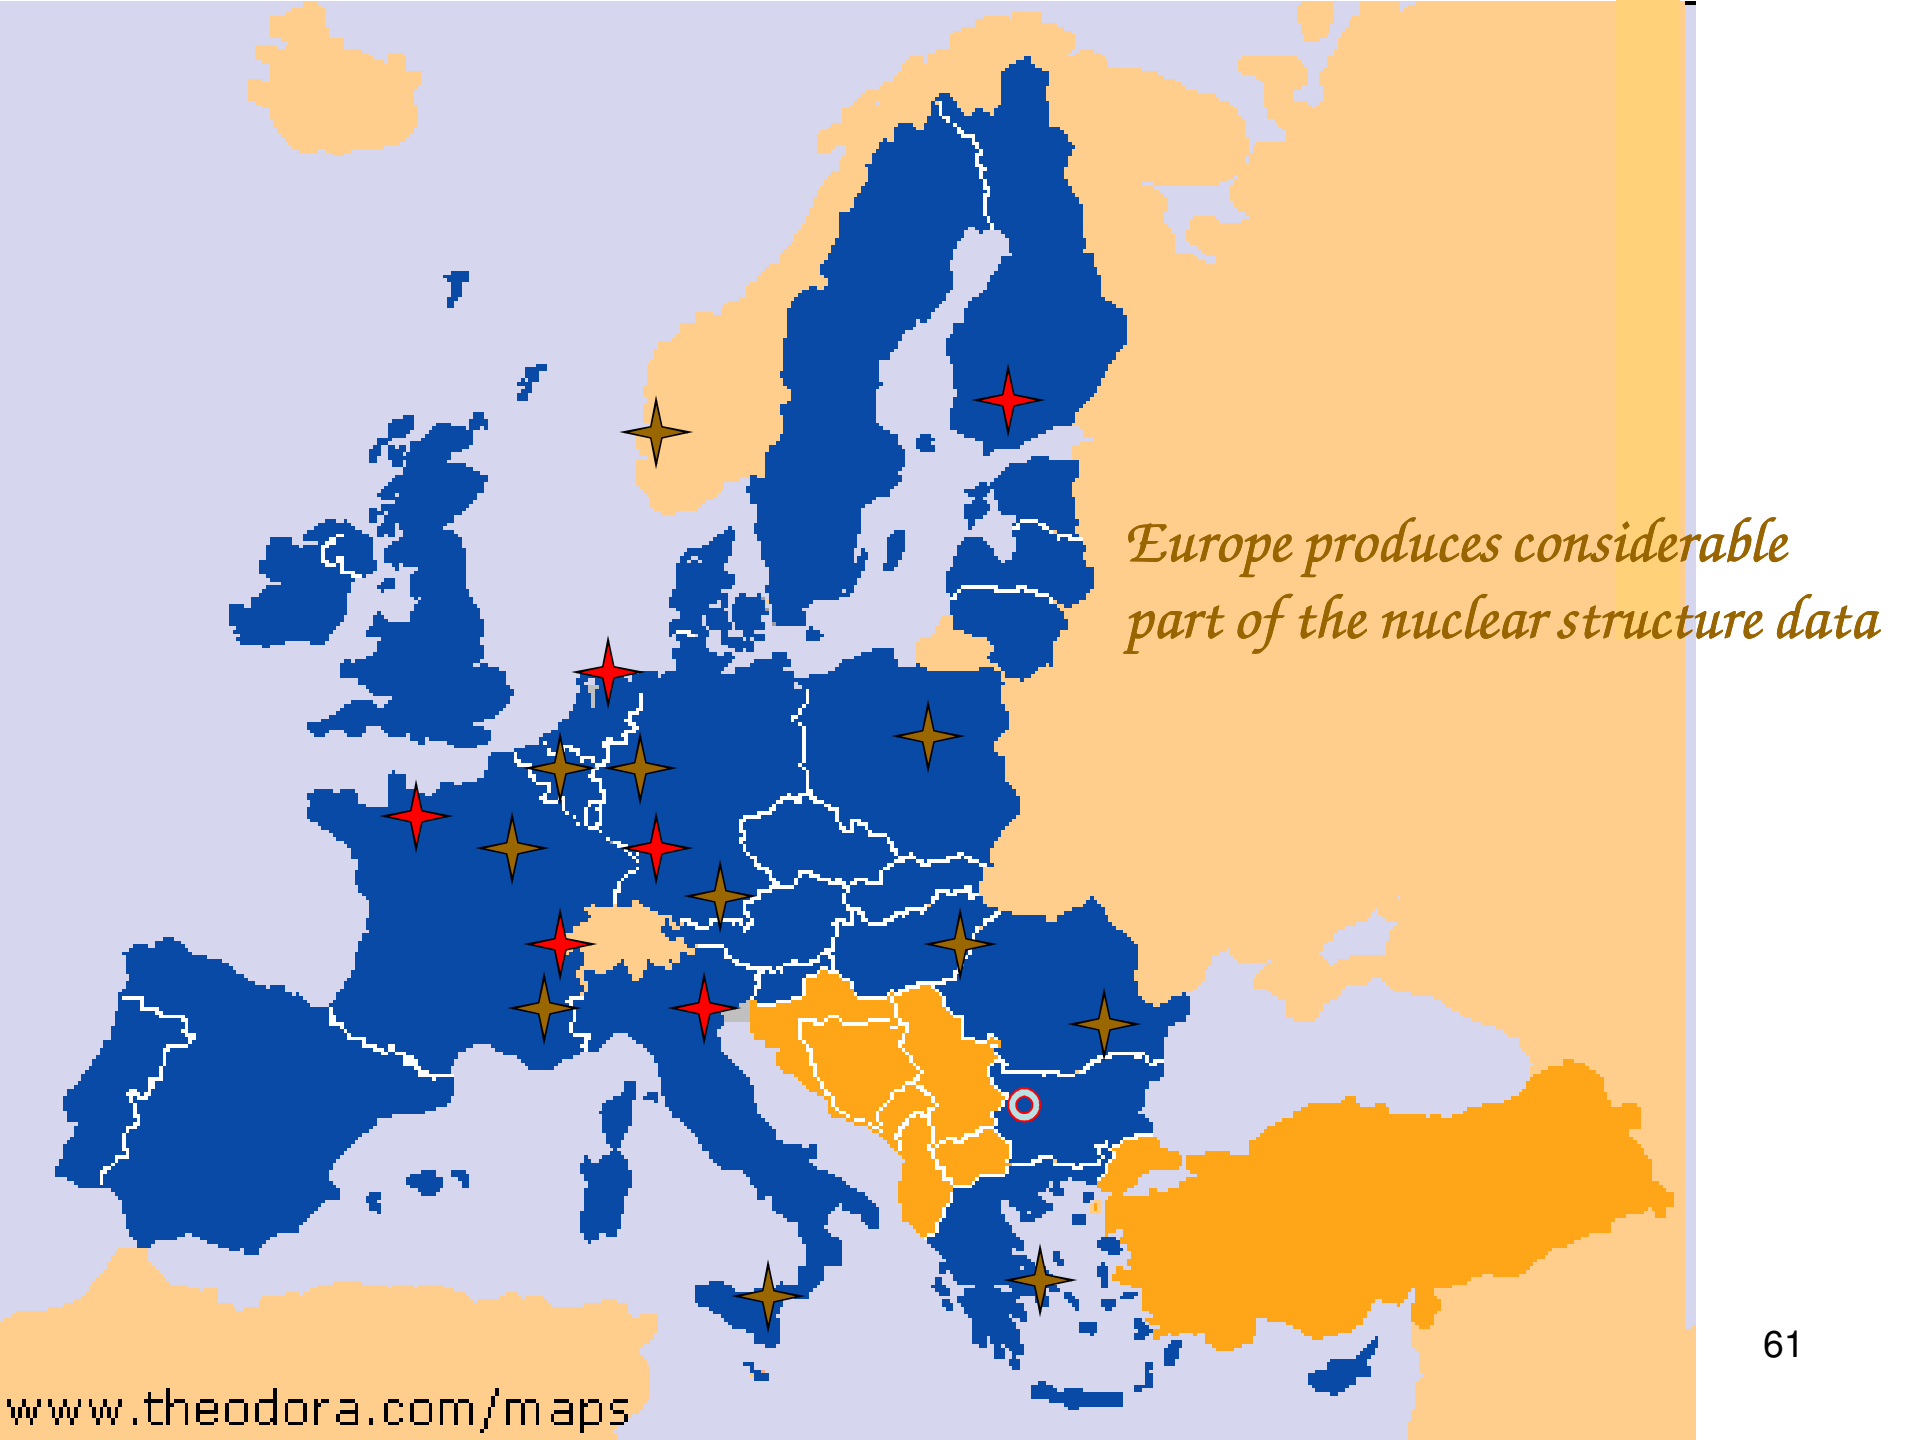 Europe produces considerable
part of the nuclear structure data
61
www.theodora.com/maps